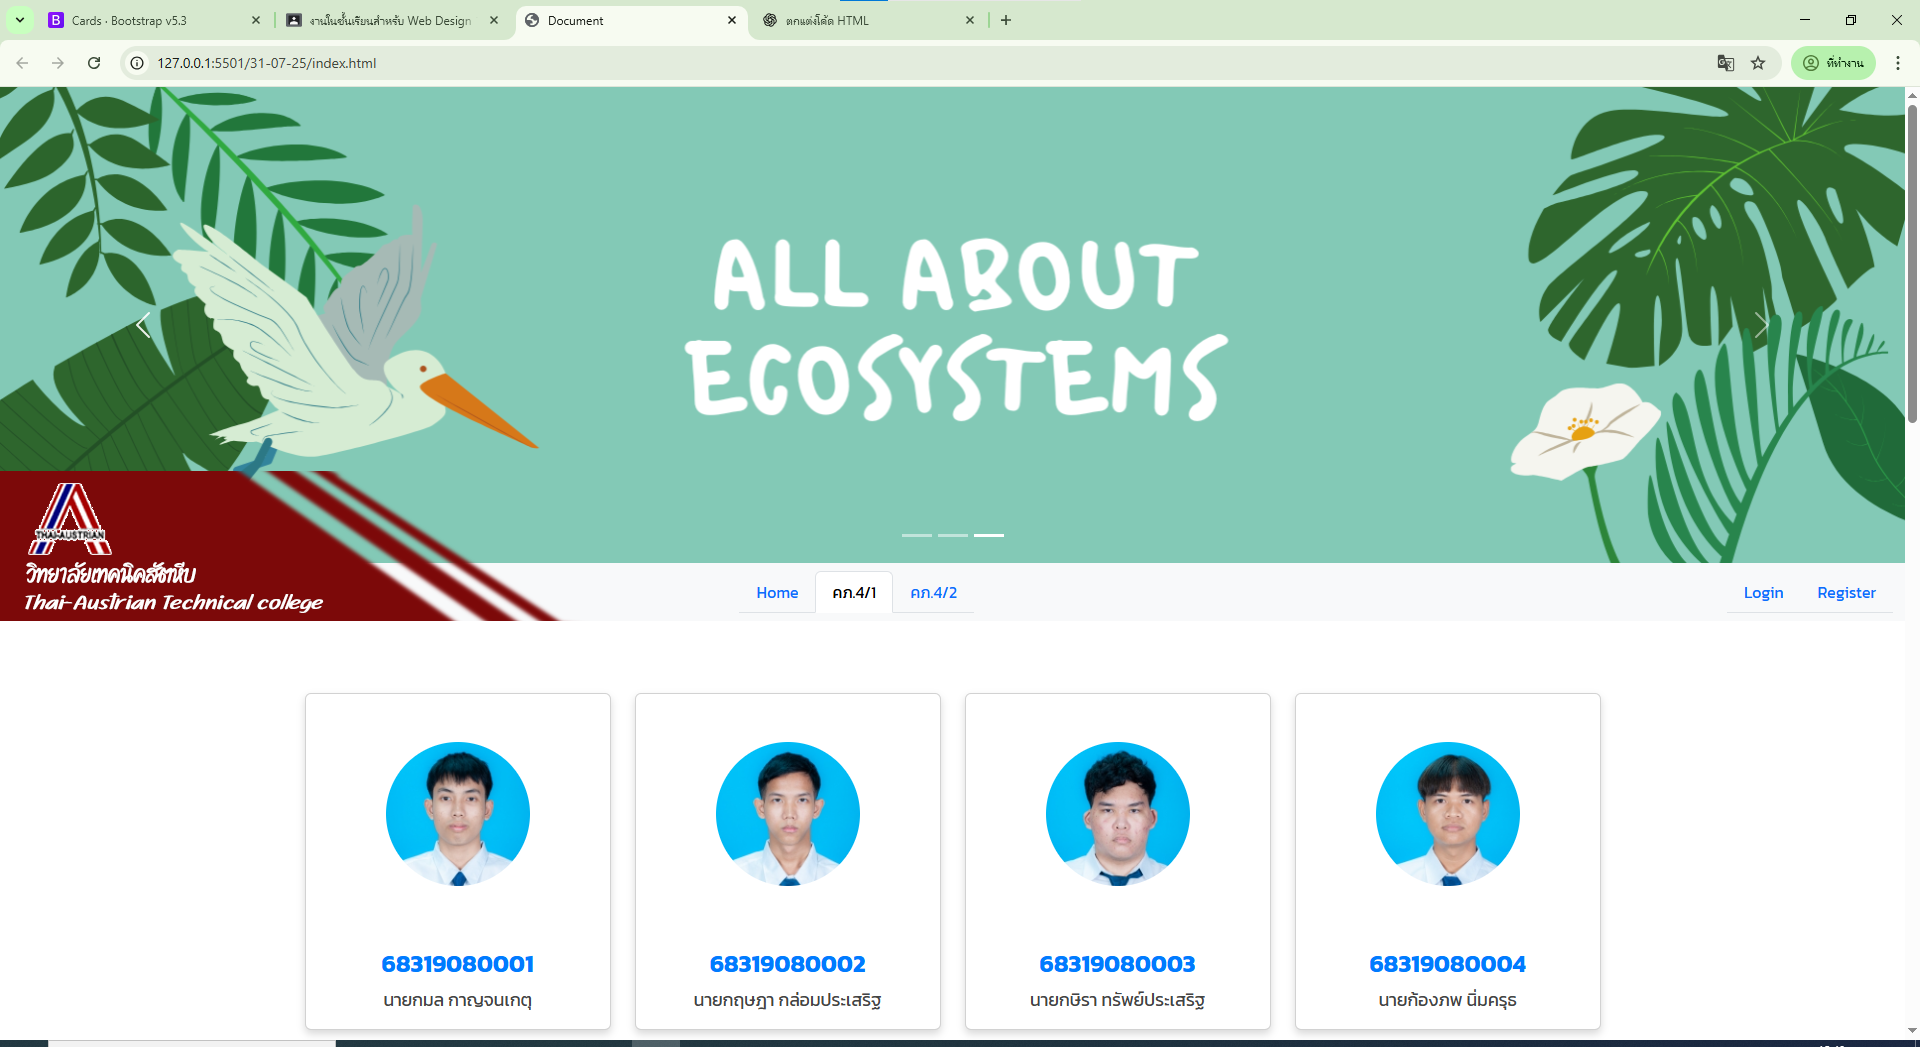 Cards · Bootstrap v5.3
งานในชั้นเรียนสำหรับ Web Design
Document
ตกแต่งโค้ด HTML
127.0.0.1:5501/31-07-25/index.html
ที่ทำงาน
ALL ABOUT
ECOSYSTEMS
THAI-AUSTRIAN
วิทยาลัยเทคนิคสัตหีบ
Thai-Austrian Technical college
Home
คภ.4/1
คภ.4/2
Login
Register
68319080001
นายกมล กาญจนเกตุ
68319080002
นายกฤษฎา กล่อมประเสริฐ
68319080003
นายกษิรา ทรัพย์ประเสริฐ
68319080004
นายก้องภพ นิ่มครุธ